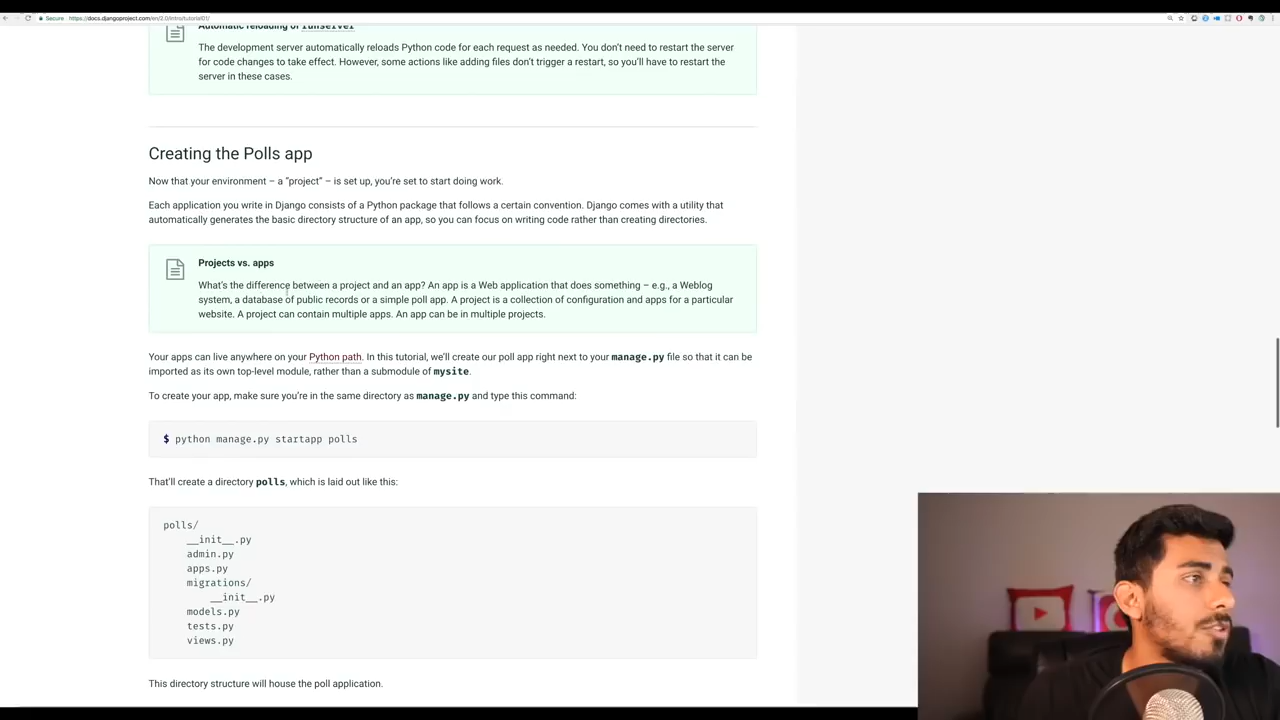 Secure https://docs.djangoproject.com/en/2.0/intro/tutorial01/
Automatic reloading of runserver
The development server automatically reloads Python code for each request as needed. You don't need to restart the server
for code changes to take effect. However, some actions like adding files don't trigger a restart, so you'll have to restart the
server in these cases.
Creating the Polls app
Now that your environment – a "project" – is set up, you're set to start doing work.
Each application you write in Django consists of a Python package that follows a certain convention. Django comes with a utility that
automatically generates the basic directory structure of an app, so you can focus on writing code rather than creating directories.
Projects vs. apps
What's the difference between a project and an app? An app is a Web application that does something – e.g., a Weblog
system, a database of public records or a simple poll app. A project is a collection of configuration and apps for a particular
website. A project can contain multiple apps. An app can be in multiple projects.
Your apps can live anywhere on your Python path. In this tutorial, we'll create our poll app right next to your manage.py file so that it can be
imported as its own top-level module, rather than a submodule of mysite.
To create your app, make sure you're in the same directory as manage.py and type this command:
$ python manage.py startapp polls
That'll create a directory polls, which is laid out like this:
polls/
__init__.py
admin.py
apps.py
migrations/
__init__.py
models.py
tests.py
views.py
This directory structure will house the poll application.